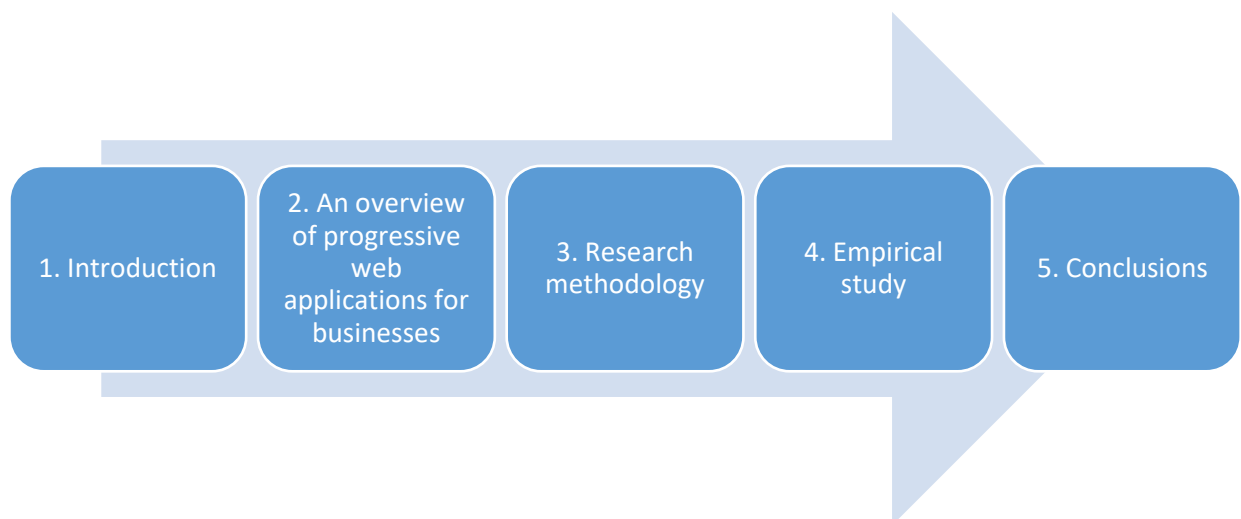 1. Introduction
2. An overview
of progressive
web
applications for
businesses
3. Research
methodology
4. Empirical
study
5. Conclusions